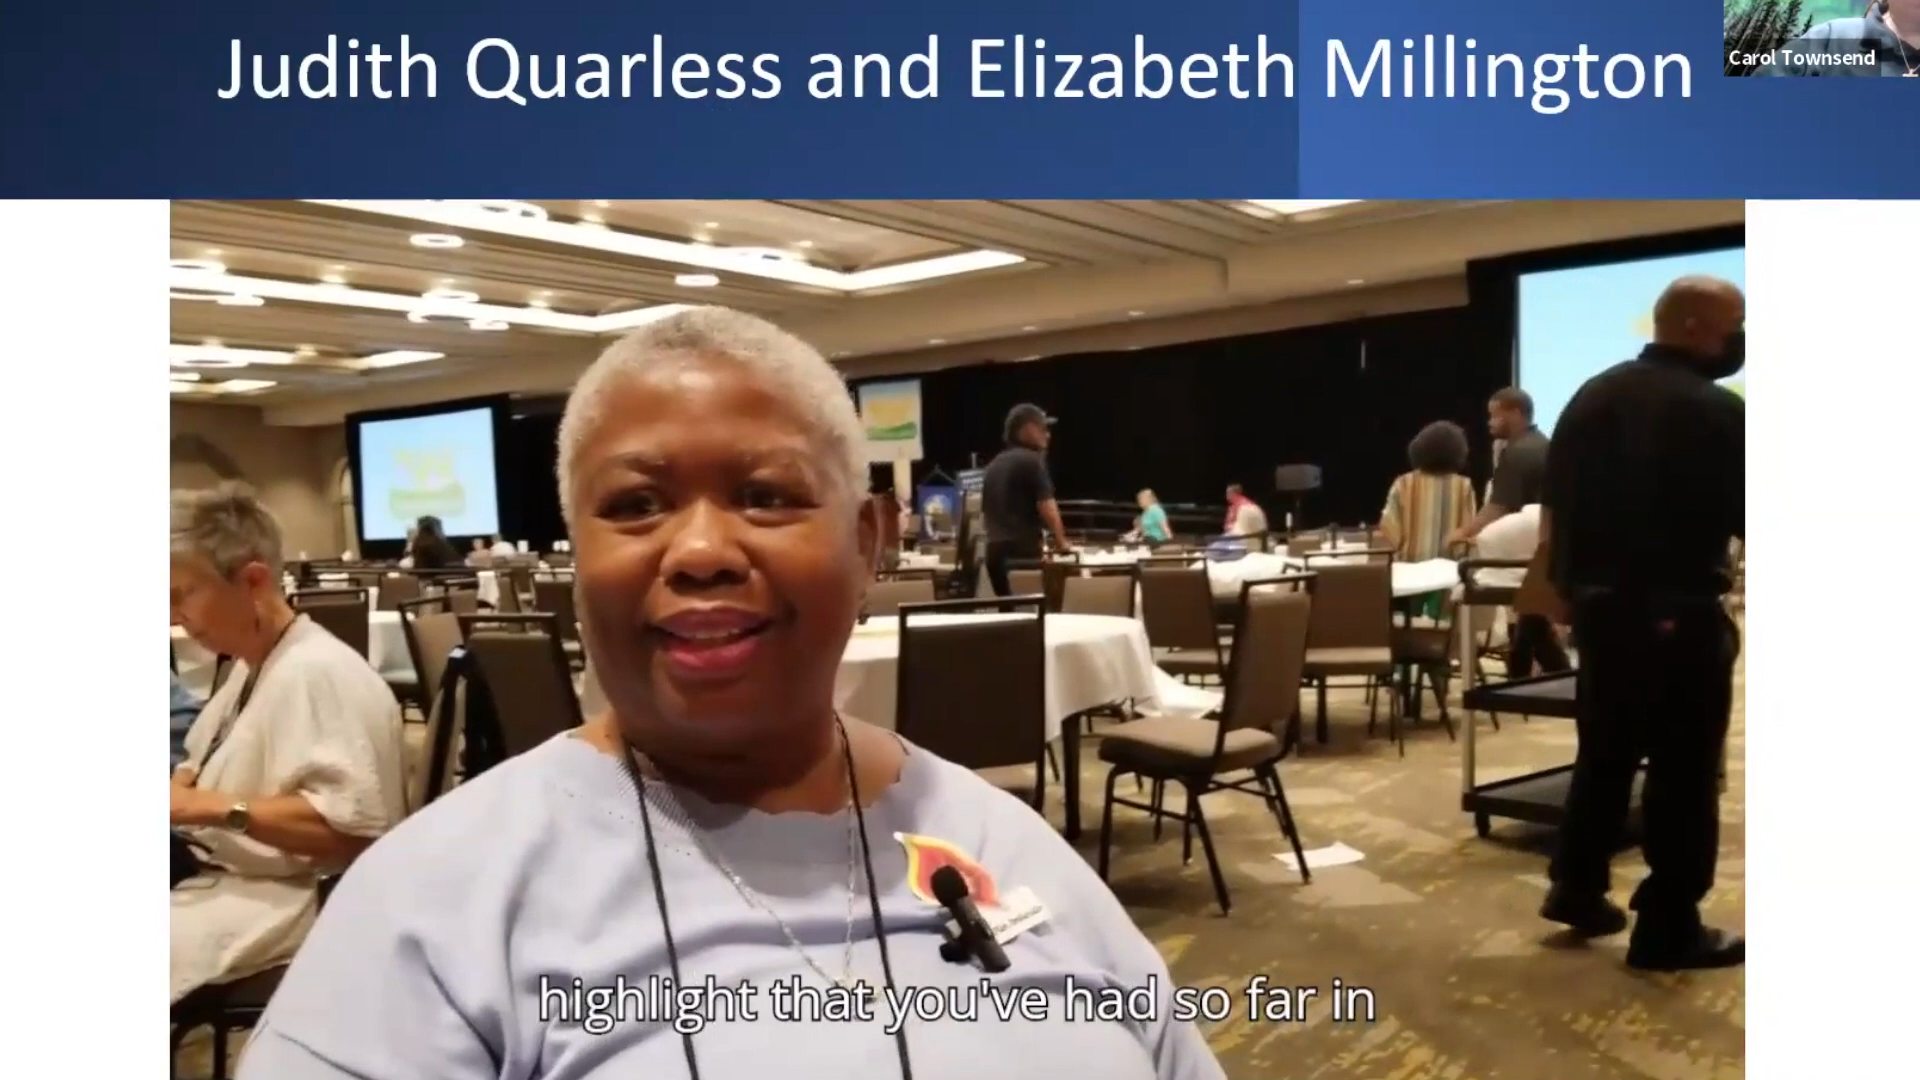 Judith Quarless and Elizabeth Millington
Carol Townsend
highlight that you've had so far in